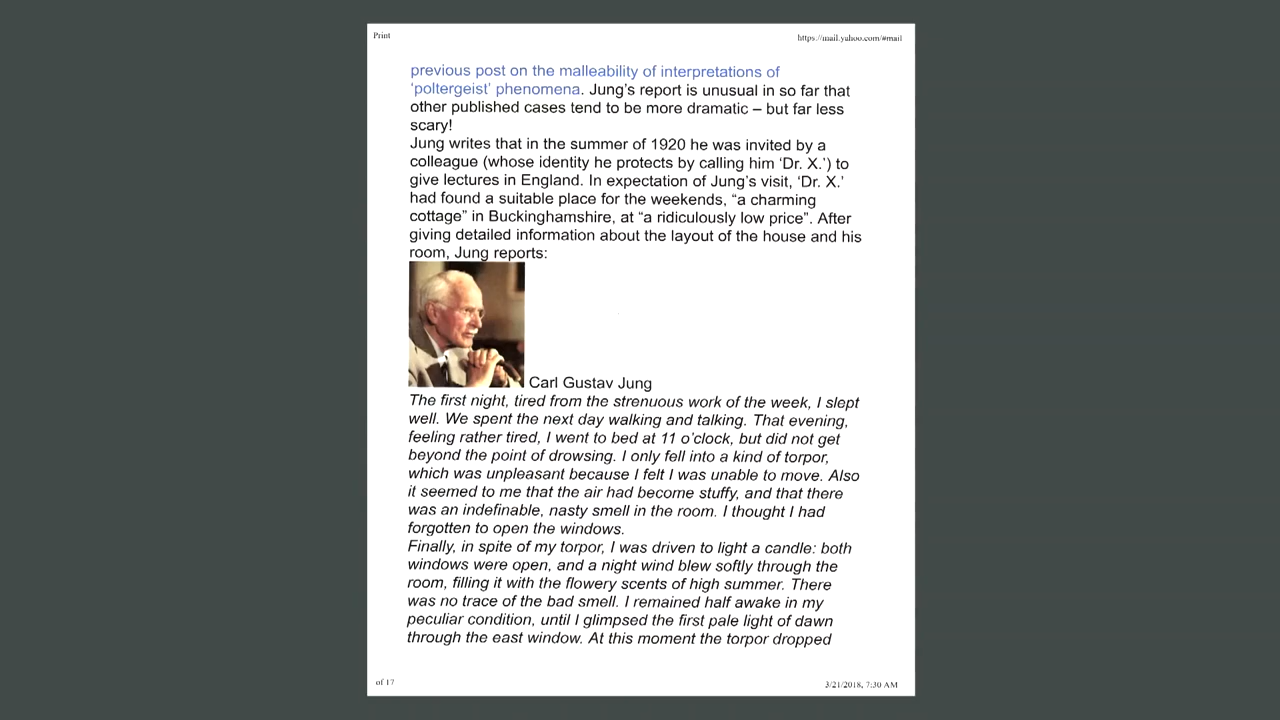 Print
https://mail.yahoo.com/#mail
previous post on the malleability of interpretations of
‘poltergeist’ phenomena. Jung’s report is unusual in so far that
other published cases tend to be more dramatic – but far less
scary!
Jung writes that in the summer of 1920 he was invited by a
colleague (whose identity he protects by calling him ‘Dr. X.’) to
give lectures in England. In expectation of Jung’s visit, ‘Dr. X.’
had found a suitable place for the weekends, “a charming
cottage” in Buckinghamshire, at “a ridiculously low price”. After
giving detailed information about the layout of the house and his
room, Jung reports:
Carl Gustav Jung
The first night, tired from the strenuous work of the week, I slept
well. We spent the next day walking and talking. That evening,
feeling rather tired, I went to bed at 11 o’clock, but did not get
beyond the point of drowsing. I only fell into a kind of torpor,
which was unpleasant because I felt I was unable to move. Also
it seemed to me that the air had become stuffy, and that there
was an indefinable, nasty smell in the room. I thought I had
forgotten to open the windows.
Finally, in spite of my torpor, I was driven to light a candle: both
windows were open, and a night wind blew softly through the
room, filling it with the flowery scents of high summer. There
was no trace of the bad smell. I remained half awake in my
peculiar condition, until I glimpsed the first pale light of dawn
through the east window. At this moment the torpor dropped
of 17
3/21/2018, 7:30 AM